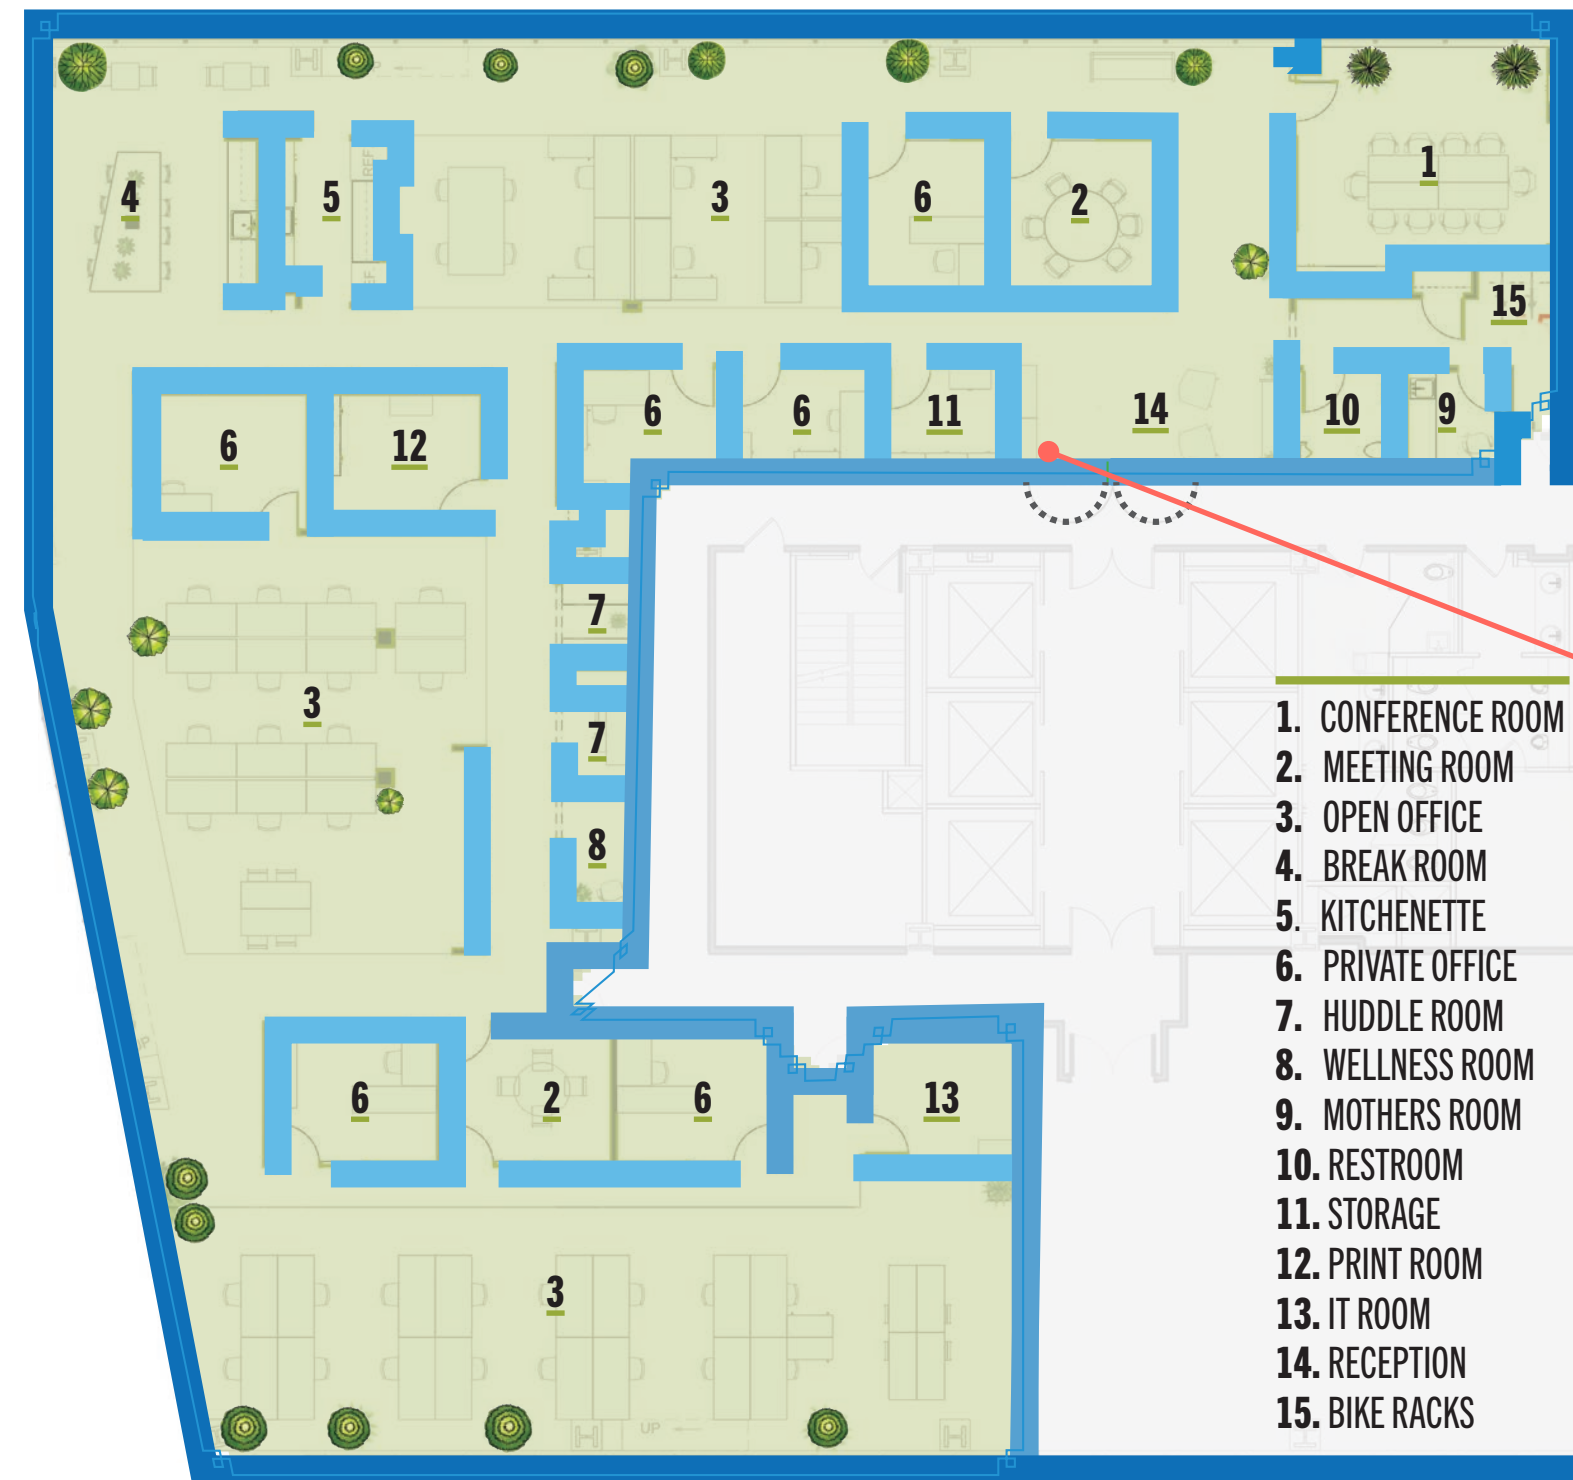 1
4
5
3
6
2
REF
15
6
6
11
14
10
9
6
12
7
3
7
8
6
2
6
13
3
UP
1. CONFERENCE ROOM
2. MEETING ROOM
3. OPEN OFFICE
4. BREAK ROOM
5. KITCHENETTE
6. PRIVATE OFFICE
7. HUDDLE ROOM
8. WELLNESS ROOM
9. MOTHERS ROOM
10. RESTROOM
11. STORAGE
12. PRINT ROOM
13. IT ROOM
14. RECEPTION
15. BIKE RACKS